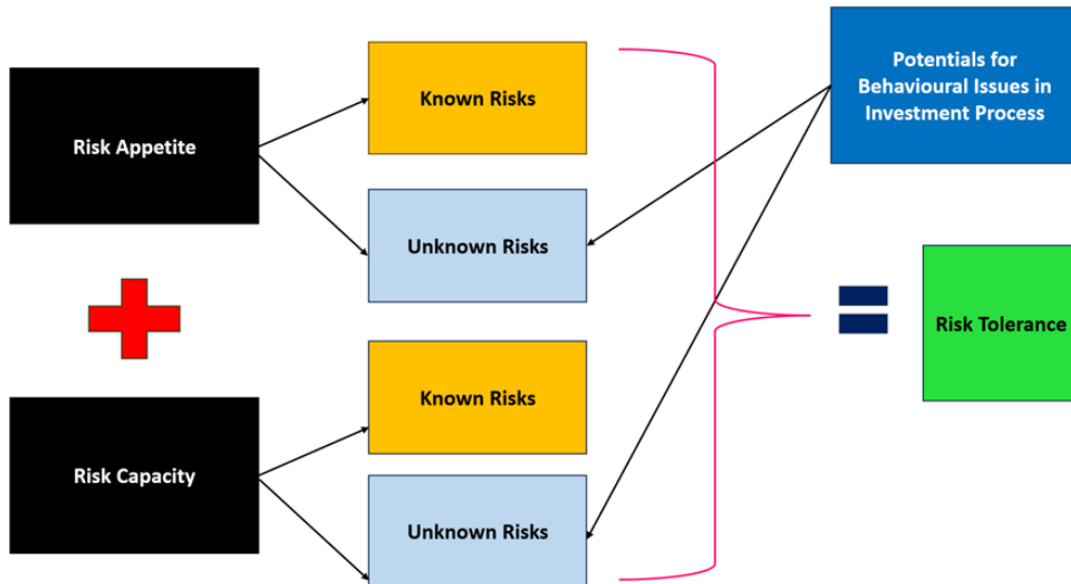 Risk Appetite
Known Risks
Unknown Risks
Potentials for
Behavioural Issues in
Investment Process
Risk Tolerance
Risk Capacity
Known Risks
Unknown Risks